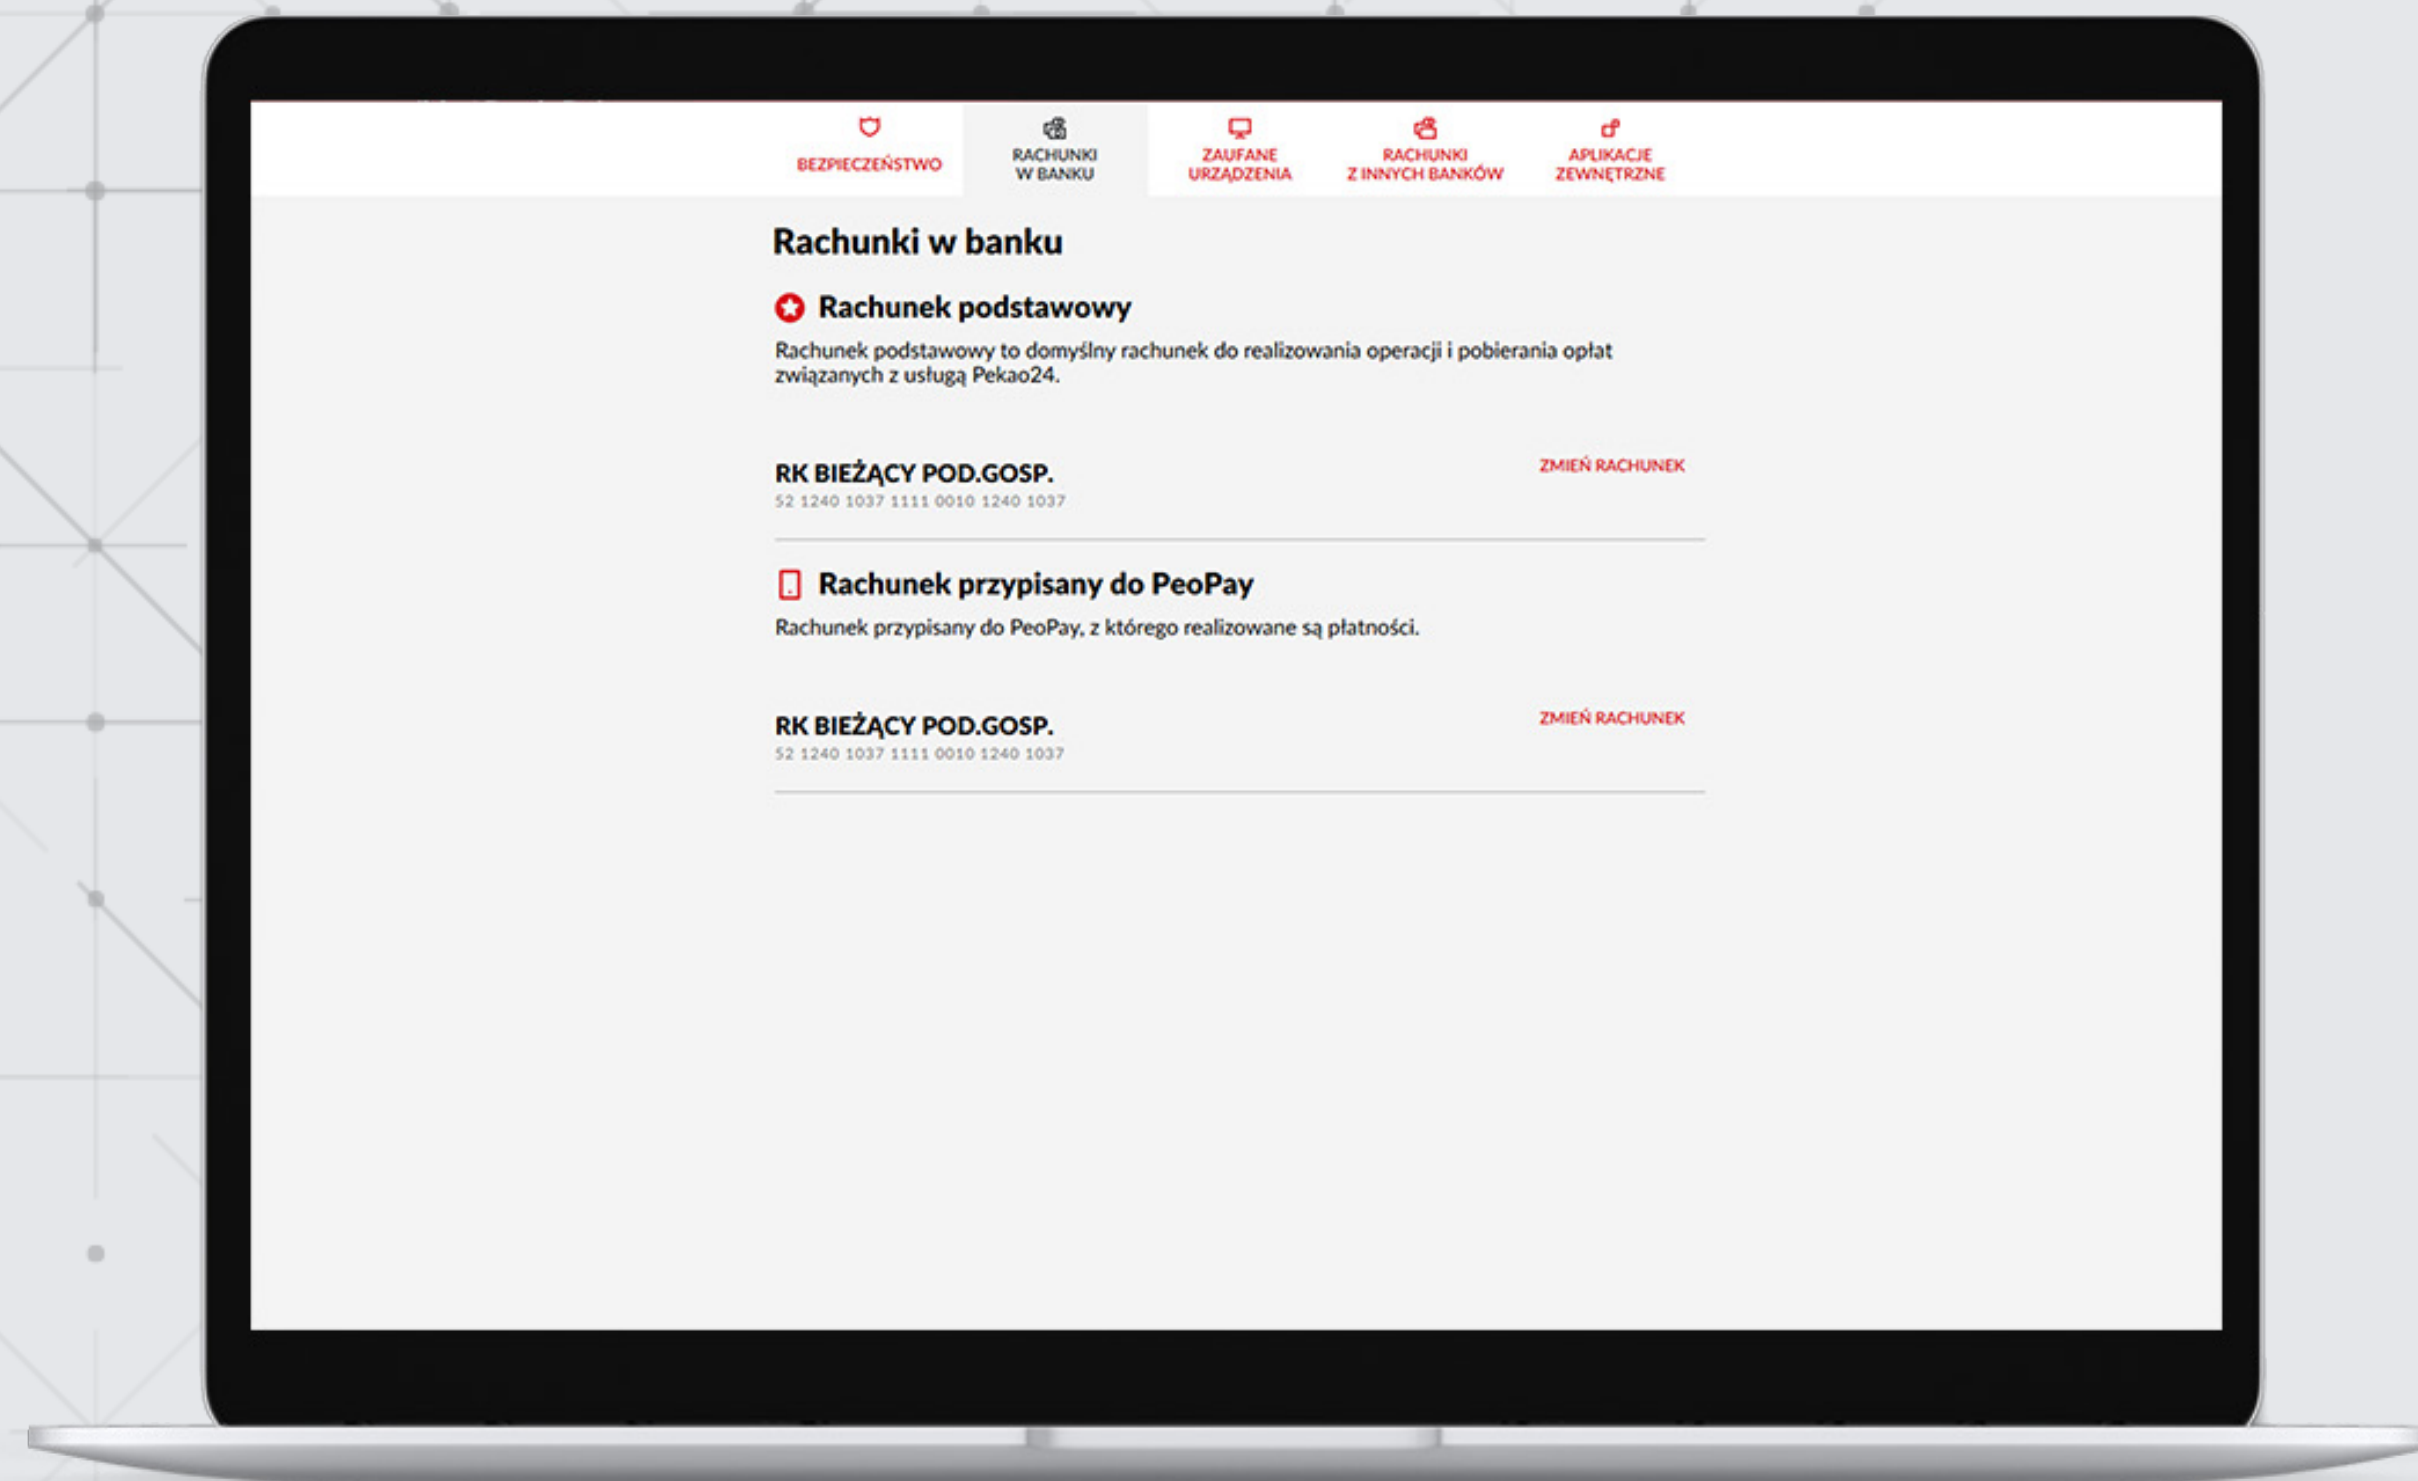 BEZPIECZEŃSTWO
RACHUNKI
W BANKU
ZAUFANE
URZĄDZENIA
RACHUNKI
Z INNYCH BANKÓW
APLIKACJE
ZEWNĘTRZNE
Rachunki w banku
Rachunek podstawowy
Rachunek podstawowy to domyślny rachunek do realizowania operacji i pobierania opłat
związanych z usługą Pekao24.
RK BIEŻĄCY POD.GOSP.
ZMIEŃ RACHUNEK
52 1240 1037 1111 0010 1240 1037
Rachunek przypisany do PeoPay
Rachunek przypisany do PeoPay, z którego realizowane są płatności.
RK BIEŻĄCY POD.GOSP.
ZMIEŃ RACHUNEK
52 1240 1037 1111 0010 1240 1037